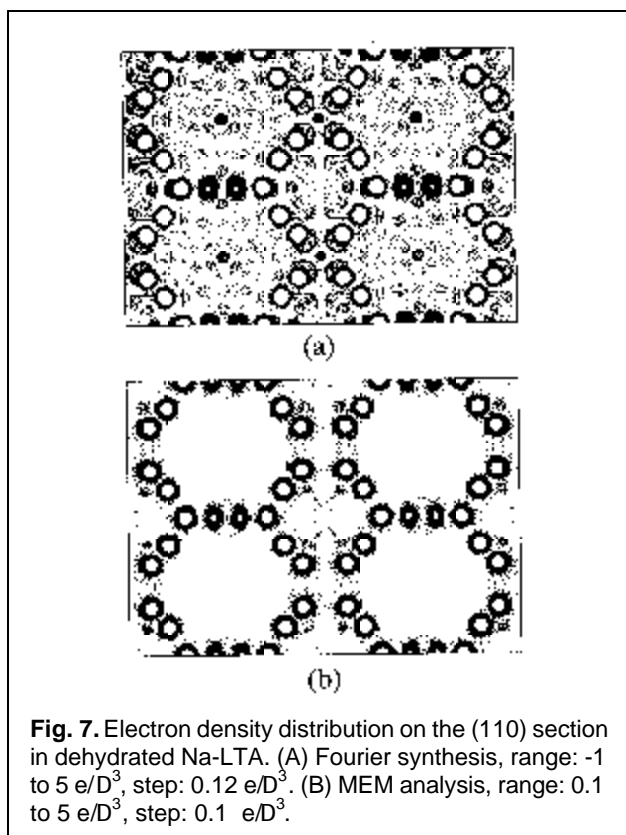 (a)
(b)
Fig. 7. Electron density distribution on the (110) section
in dehydrated Na-LTA. (A) Fourier synthesis, range: -1
to 5 e/D³, step: 0.12 e/D³. (B) MEM analysis, range: 0.1
to 5 e/D³, step: 0.1 e/D³.